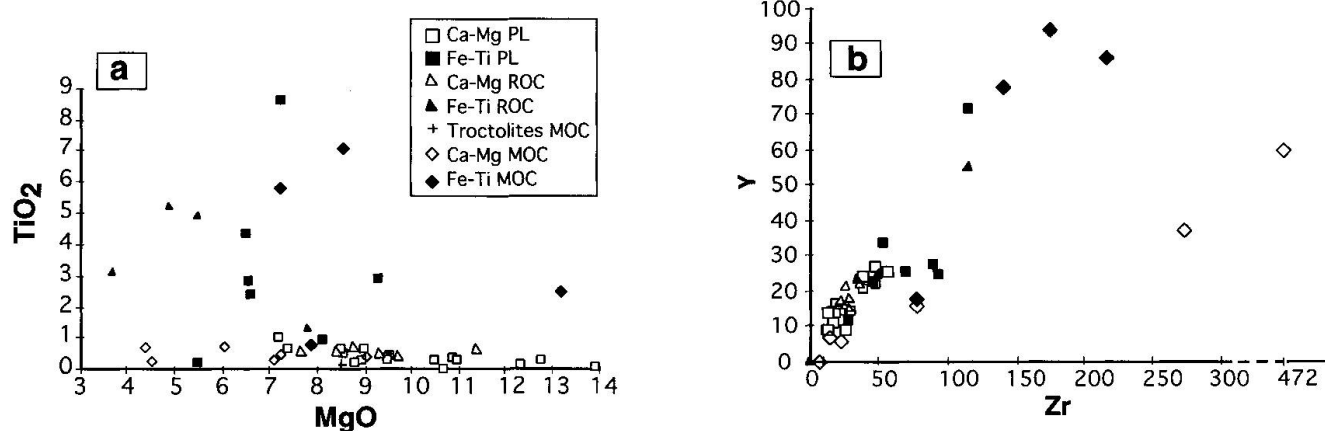 a
Ca-Mg PL
Fe-Ti PL
Ca-Mg ROC
Fe-Ti ROC
Troctolites MOC
Ca-Mg MOC
Fe-Ti MOC
TiO2
9
8
7
6
5
4
3
2
1
0
3 4 5 6 7 8 9 10 11 12 13 14
MgO
b
Y
100
90
80
70
60
50
40
30
20
10
0
0 50 100 150 200 250 300 472
Zr